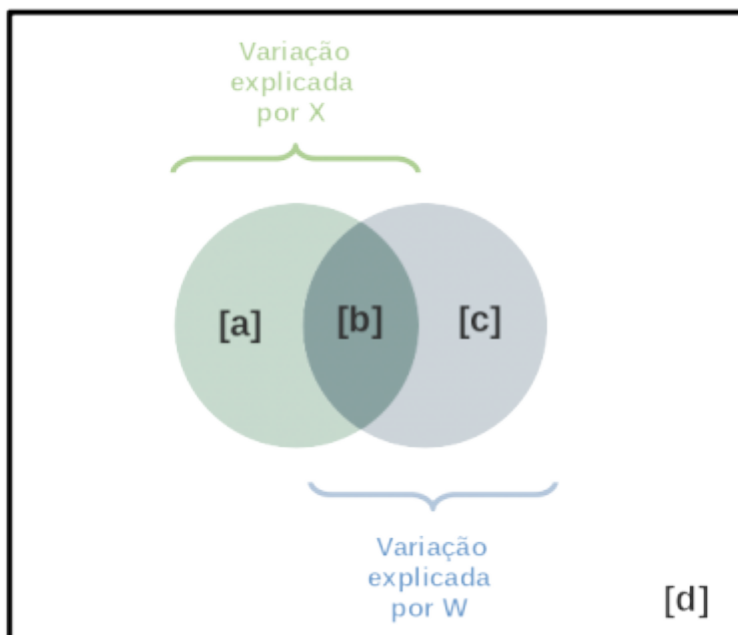 Variação
explicada
por X
[a]
[b]
[c]
Variação
explicada
por W
[d]